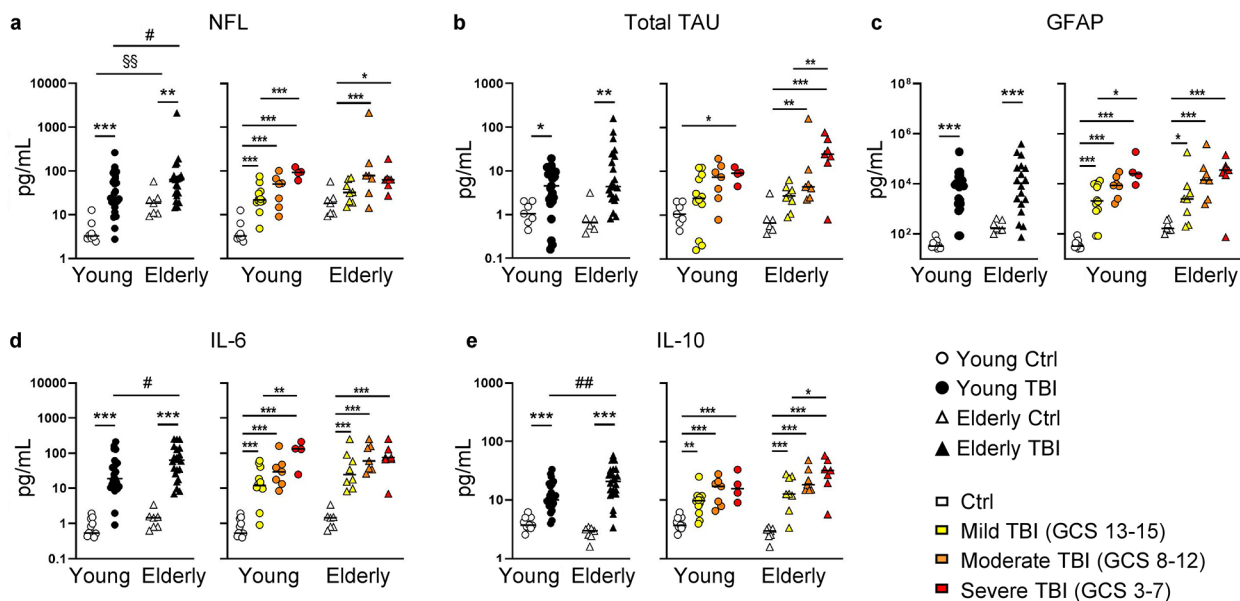 a NFL
# 
§§
** 
*** 
10000
1000
100
10
1
pg/mL
Young Elderly
***
***
***
***
*
***
Young Elderly
b Total TAU
**
*
1000
100
10
1
0.1
pg/mL
Young Elderly
*
**
***
**
Young Elderly
c GFAP
***
***
10⁸
10⁶
10⁴
10²
pg/mL
Young Elderly
*
***
***
***
***
***
*
Young Elderly
d IL-6
#
*** ***
10000
1000
100
10
1
0.1
pg/mL
Young Elderly
**
***
***
***
***
***
***
Young Elderly
e IL-10
##
*** ***
1000
100
10
1
pg/mL
Young Elderly
***
***
**
*
***
***
***
Young Elderly
Young Ctrl
Young TBI
Elderly Ctrl
Elderly TBI
Ctrl
Mild TBI (GCS 13-15)
Moderate TBI (GCS 8-12)
Severe TBI (GCS 3-7)